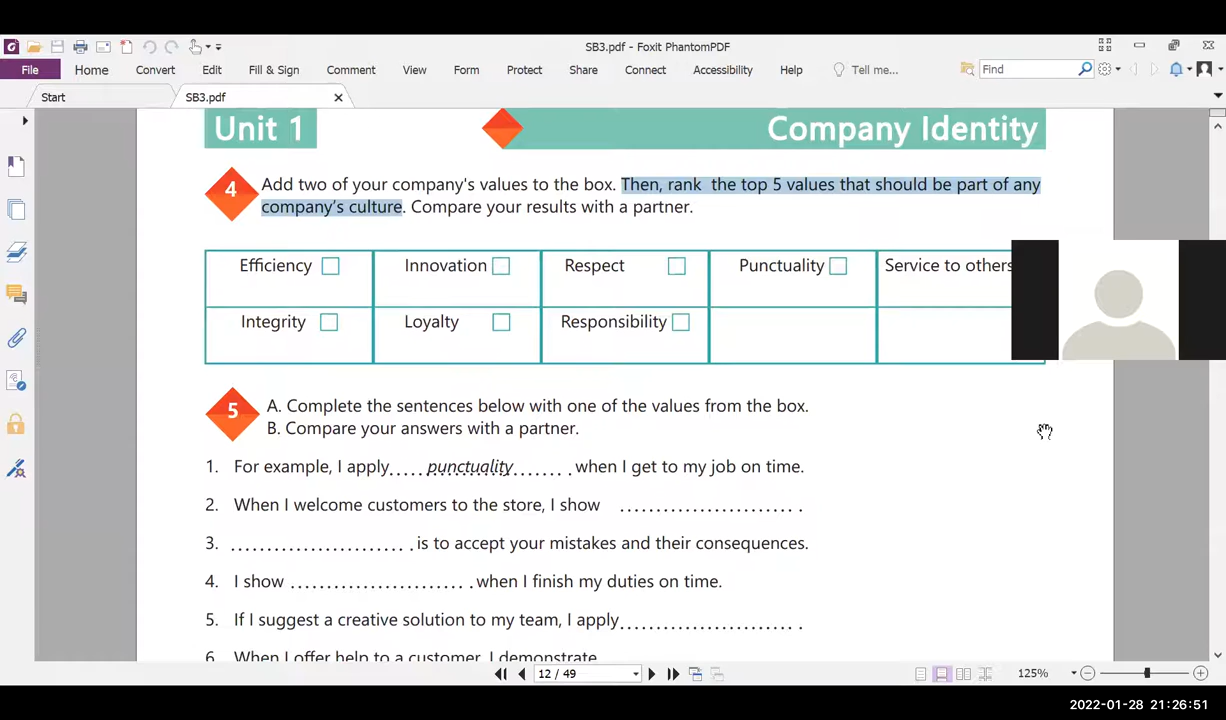 SB3.pdf - Foxit PhantomPDF
File Home Convert Edit Fill & Sign Comment View Form Protect Share Connect Accessibility Help Tell me... Find
Start SB3.pdf
Unit 1 Company Identity
4 Add two of your company's values to the box. Then, rank the top 5 values that should be part of any
company's culture. Compare your results with a partner.
Efficiency Innovation Respect Punctuality Service to others
Integrity Loyalty Responsibility
5 A. Complete the sentences below with one of the values from the box.
B. Compare your answers with a partner.
1. For example, I apply.....punctuality........when I get to my job on time.
2. When I welcome customers to the store, I show ........................
3. ........................is to accept your mistakes and their consequences.
4. I show ........................when I finish my duties on time.
5. If I suggest a creative solution to my team, I apply........................
6. When I offer help to a customer, I demonstrate
12 / 49 125%
2022-01-28 21:26:51